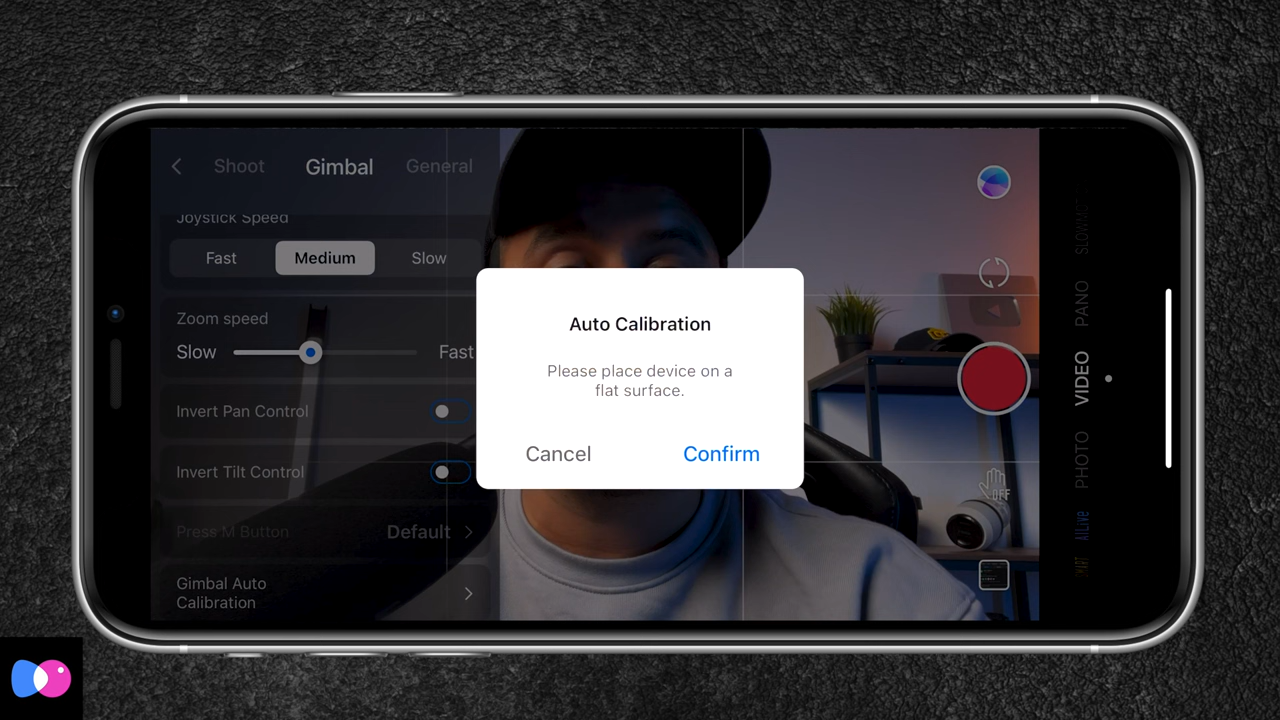 Shoot
Gimbal
General
Joystick Speed
Fast
Medium
Slow
Zoom speed
Slow
Fast
Invert Pan Control
Invert Tilt Control
Press M Button
Default
Gimbal Auto
Calibration
Auto Calibration
Please place device on a
flat surface.
Cancel
Confirm
OFF
SLOWMO
PANO
VIDEO
PHOTO
AILive